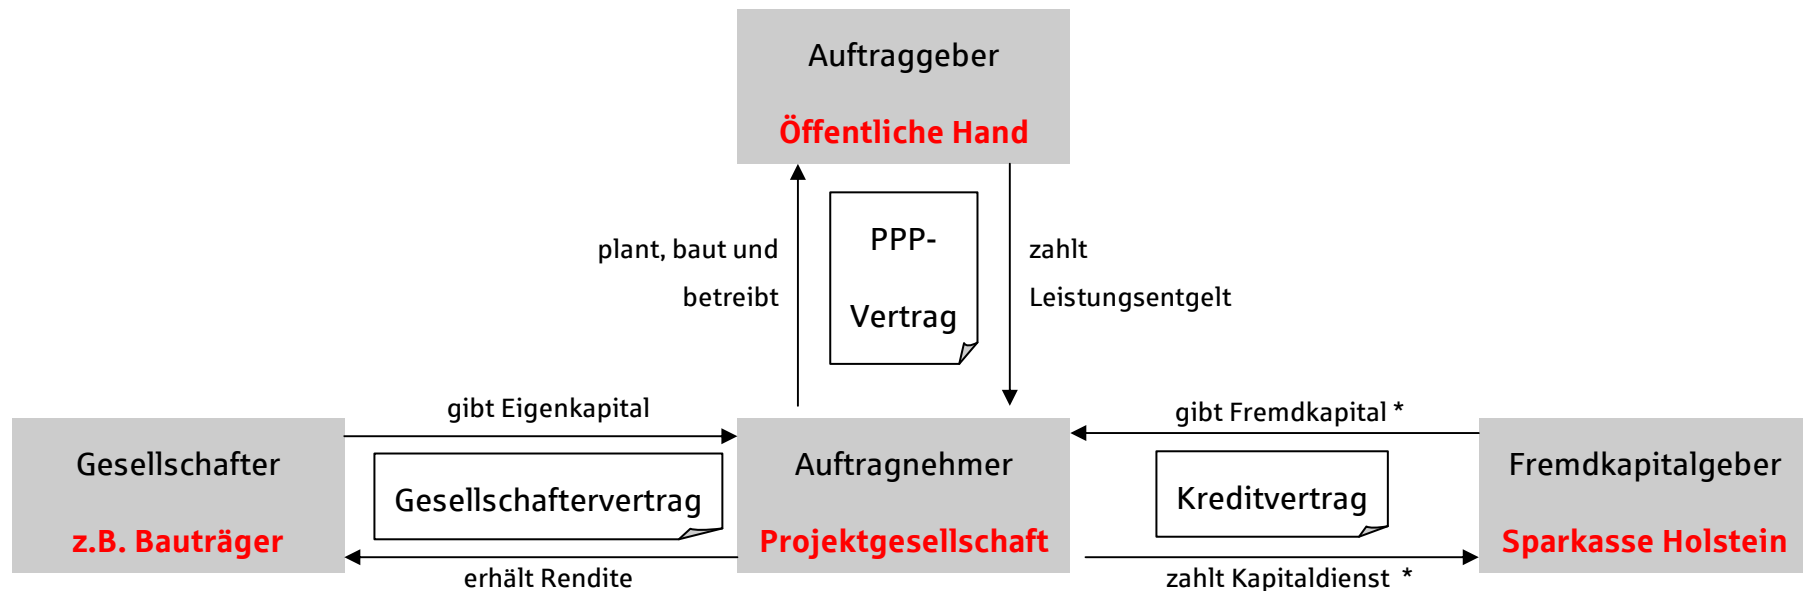 Auftraggeber
Öffentliche Hand
plant, baut und
betreibt
PPP-
Vertrag
zahlt
Leistungsentgelt
gibt Eigenkapital
gibt Fremdkapital *
Gesellschafter
z.B. Bauträger
Gesellschaftervertrag
Auftragnehmer
Projektgesellschaft
Kreditvertrag
Fremdkapitalgeber
Sparkasse Holstein
erhält Rendite
zahlt Kapitaldienst *